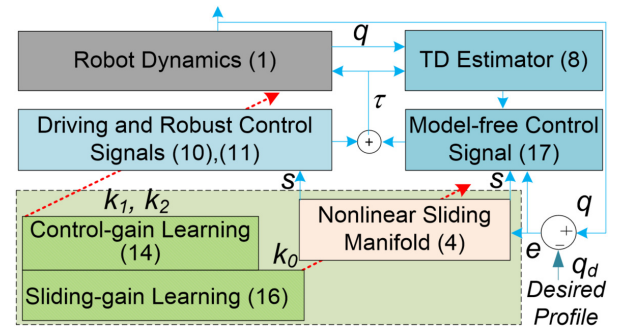 q
Robot Dynamics (1)
TD Estimator (8)
τ
Driving and Robust Control
Signals (10),(11)
+
Model-free Control
Signal (17)
s
s
k1, k2
q
Nonlinear Sliding
Manifold (4)
Control-gain Learning
(14)
k0
e
+
−
qd
Sliding-gain Learning (16)
Desired
Profile